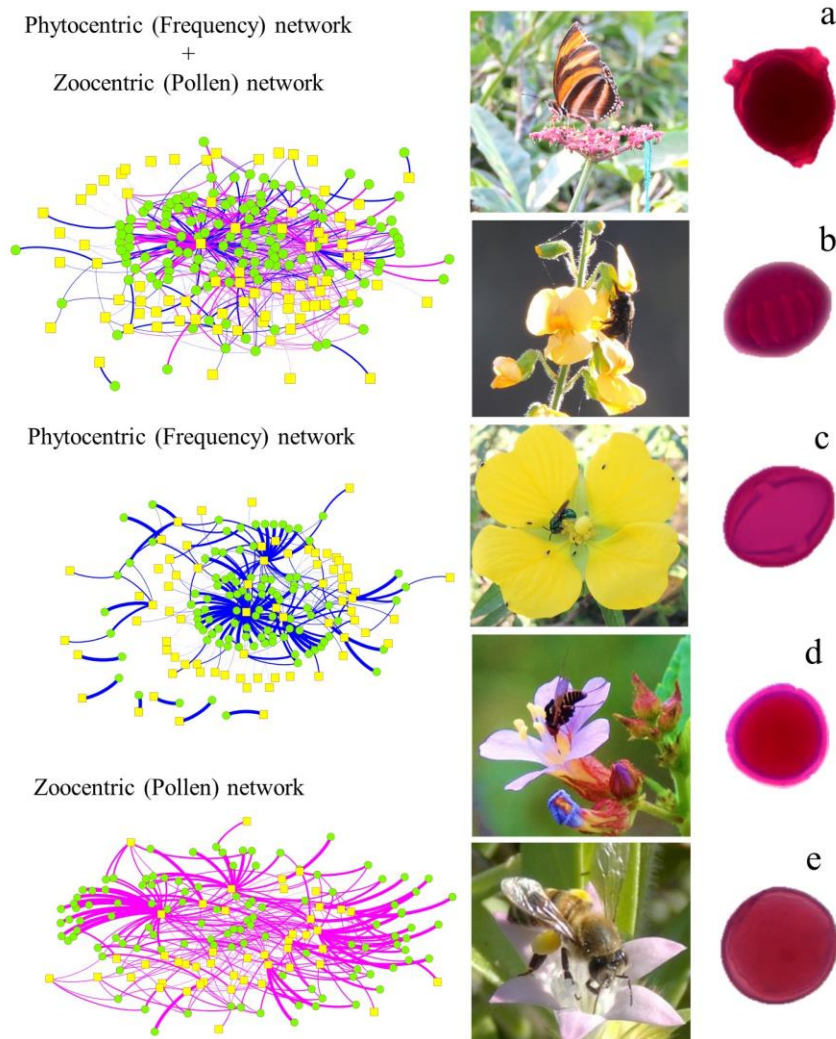 Phytocentric (Frequency) network
+
Zoocentric (Pollen) network
a
b
Phytocentric (Frequency) network
c
d
Zoocentric (Pollen) network
e